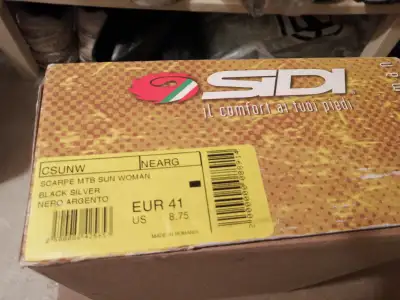 SIDI
il comfort ai tuoi piedi
CSUNW NEARG
SCARPE MTB SUN WOMAN
BLACK SILVER
NERO ARGENTO
EUR 41
US 8.75
MADE IN ROMANIA